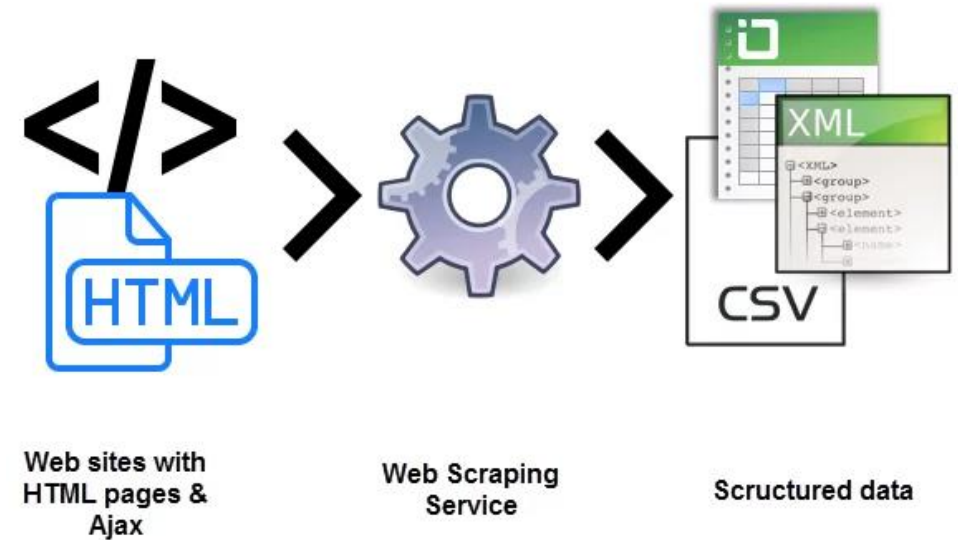 </>
HTML
XML
<XML>
<group>
<group>
<element>
<element>
<name>
CSV
Web sites with
HTML pages &
Ajax
Web Scraping
Service
Scructured data